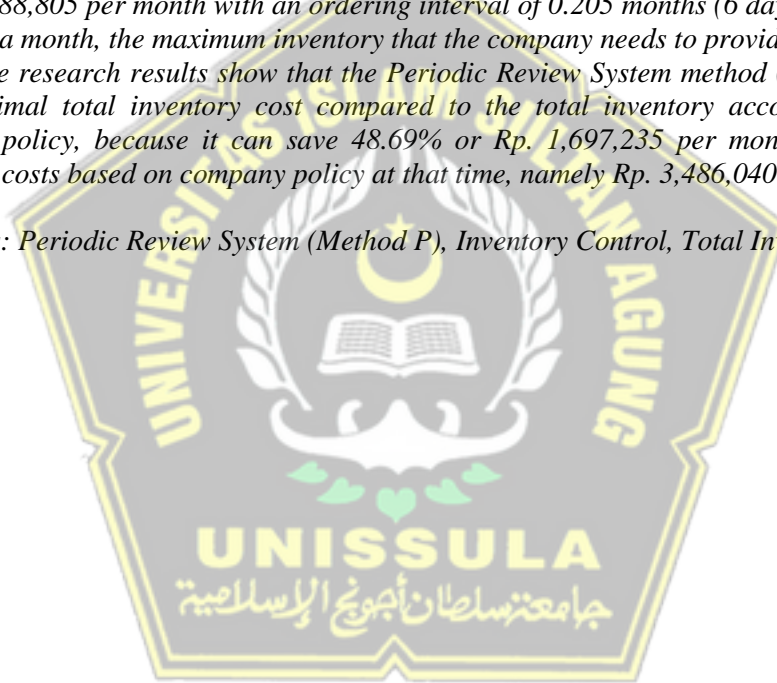 88,805 per month with an ordering interval of 0.205 months (6 day
a month, the maximum inventory that the company needs to provid
e research results show that the Periodic Review System method
imal total inventory cost compared to the total inventory acco
policy, because it can save 48.69% or Rp. 1,697,235 per mon
costs based on company policy at that time, namely Rp. 3,486,040
: Periodic Review System (Method P), Inventory Control, Total In
UNIVERSITAS ISLAM SULTAN AGUNG
UNISSULA
جامعة سلطان أجونج الإسلامية